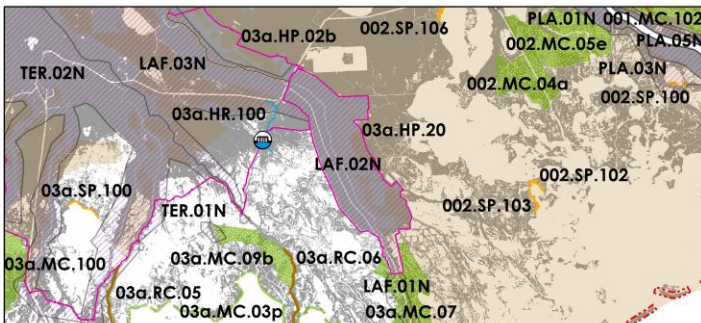 PLA.01N 001.MC.102
03a.HP.02b
002.SP.106
PLA.05N
002.MC.05e
LAF.03N
TER.02N
PLA.03N
002.MC.04a
002.SP.100
03a.HR.100
03a.HP.20
LAF.02N
002.SP.102
03a.SP.100
002.SP.103
TER.01N
03a.MC.09b
03a.RC.06
03a.MC.100
LAF.01N
03a.RC.05
03a.MC.03p
03a.MC.07